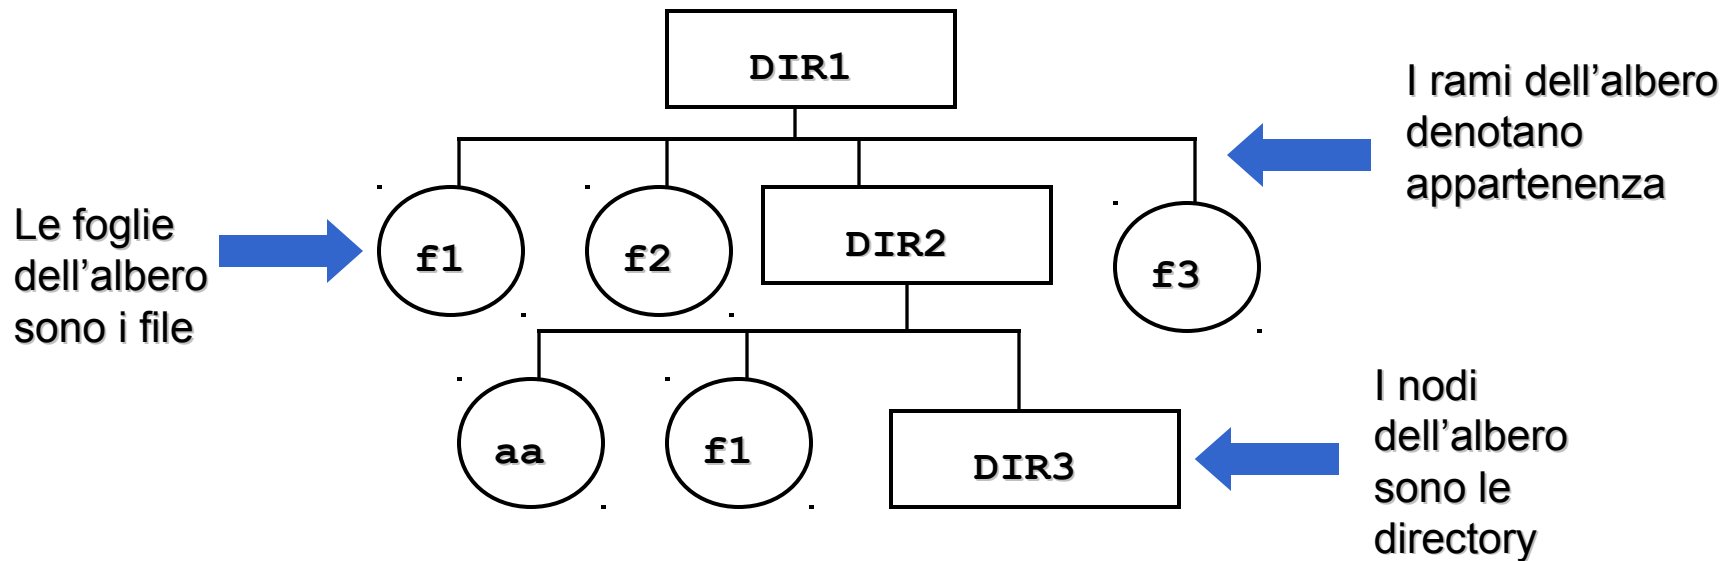 DIR1
I rami dell’albero
denotano
appartenenza
Le foglie
dell’albero
sono i file
f1
f2
DIR2
f3
aa
f1
DIR3
I nodi
dell’albero
sono le
directory